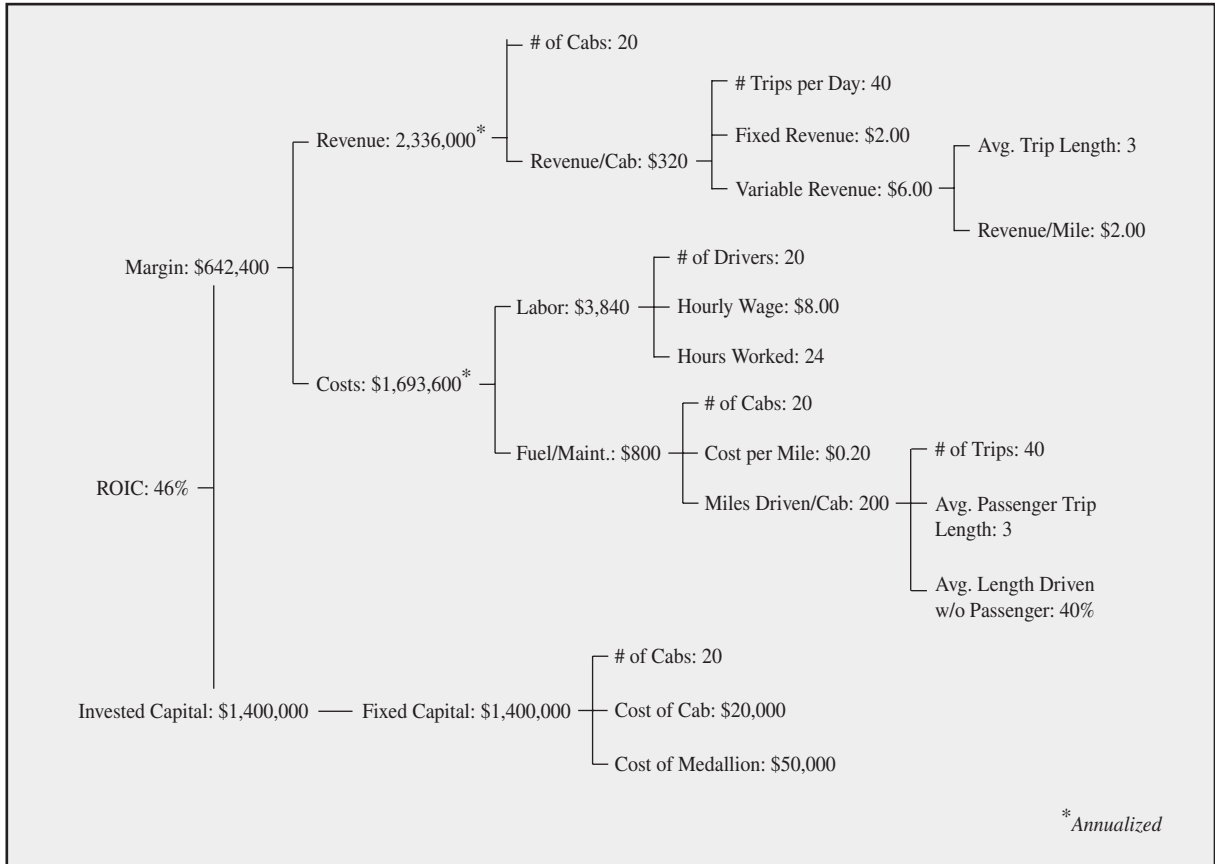 # of Cabs: 20
# Trips per Day: 40
Revenue: 2,336,000*
Fixed Revenue: $2.00
Avg. Trip Length: 3
Revenue/Cab: $320
Variable Revenue: $6.00
Revenue/Mile: $2.00
Margin: $642,400
# of Drivers: 20
Labor: $3,840
Hourly Wage: $8.00
Hours Worked: 24
Costs: $1,693,600*
# of Cabs: 20
Fuel/Maint.: $800
Cost per Mile: $0.20
# of Trips: 40
ROIC: 46%
Miles Driven/Cab: 200
Avg. Passenger Trip
Length: 3
Avg. Length Driven
w/o Passenger: 40%
# of Cabs: 20
Invested Capital: $1,400,000
Fixed Capital: $1,400,000
Cost of Cab: $20,000
Cost of Medallion: $50,000
*Annualized